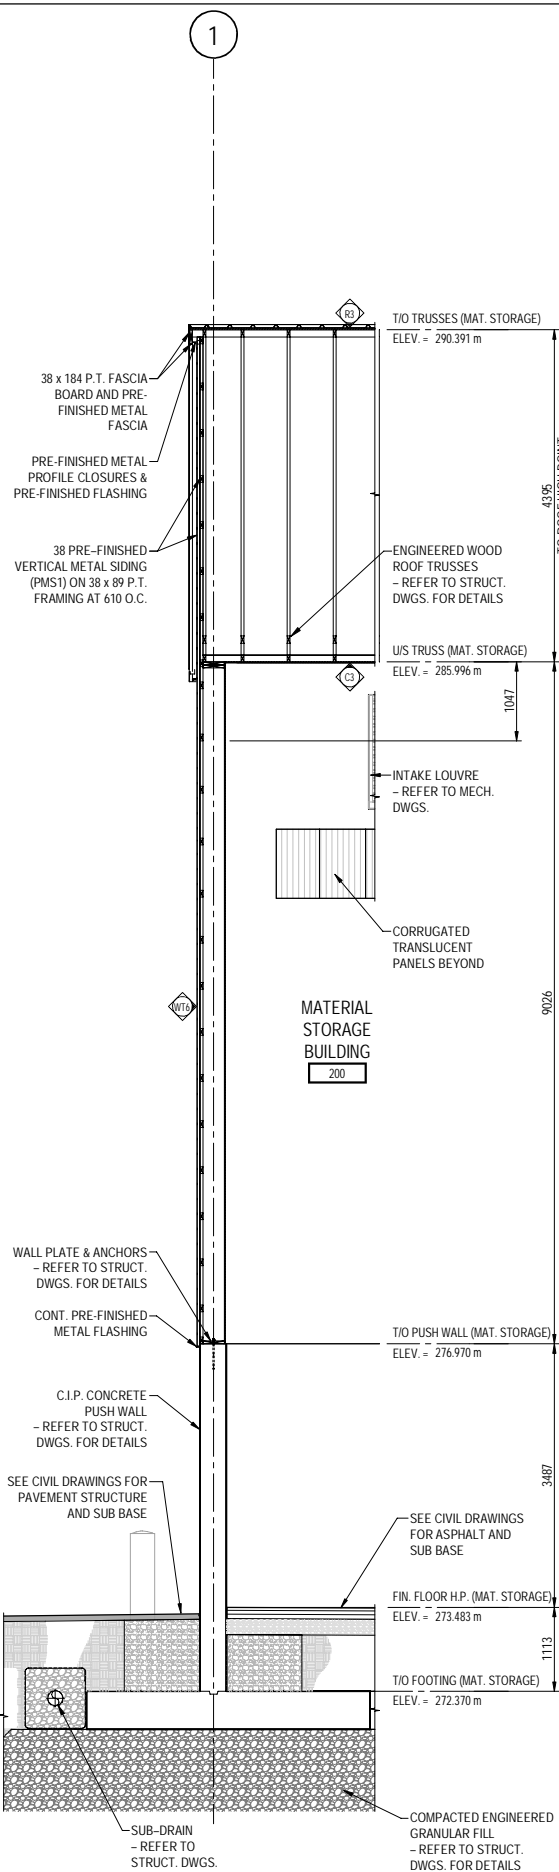 1
R3
T/O TRUSSES (MAT. STORAGE)
ELEV. = 290.391 m
38 x 184 P.T. FASCIA
BOARD AND PRE-
FINISHED METAL
FASCIA
PRE-FINISHED METAL
PROFILE CLOSURES &
PRE-FINISHED FLASHING
4395
38 PRE–FINISHED
VERTICAL METAL SIDING
(PMS1) ON 38 x 89 P.T.
FRAMING AT 610 O.C.
ENGINEERED WOOD
ROOF TRUSSES
– REFER TO STRUCT.
DWGS. FOR DETAILS
U/S TRUSS (MAT. STORAGE)
ELEV. = 285.996 m
C3
1047
INTAKE LOUVRE
– REFER TO MECH.
DWGS.
CORRUGATED
TRANSLUCENT
PANELS BEYOND
WT6
MATERIAL
STORAGE
BUILDING
200
9026
WALL PLATE & ANCHORS
– REFER TO STRUCT.
DWGS. FOR DETAILS
CONT. PRE-FINISHED
METAL FLASHING
T/O PUSH WALL (MAT. STORAGE)
ELEV. = 276.970 m
C.I.P. CONCRETE
PUSH WALL
– REFER TO STRUCT.
DWGS. FOR DETAILS
3487
SEE CIVIL DRAWINGS FOR
PAVEMENT STRUCTURE
AND SUB BASE
SEE CIVIL DRAWINGS
FOR ASPHALT AND
SUB BASE
FIN. FLOOR H.P. (MAT. STORAGE)
ELEV. = 273.483 m
1113
T/O FOOTING (MAT. STORAGE)
ELEV. = 272.370 m
SUB–DRAIN
– REFER TO
STRUCT. DWGS.
COMPACTED ENGINEERED
GRANULAR FILL
– REFER TO STRUCT.
DWGS. FOR DETAILS